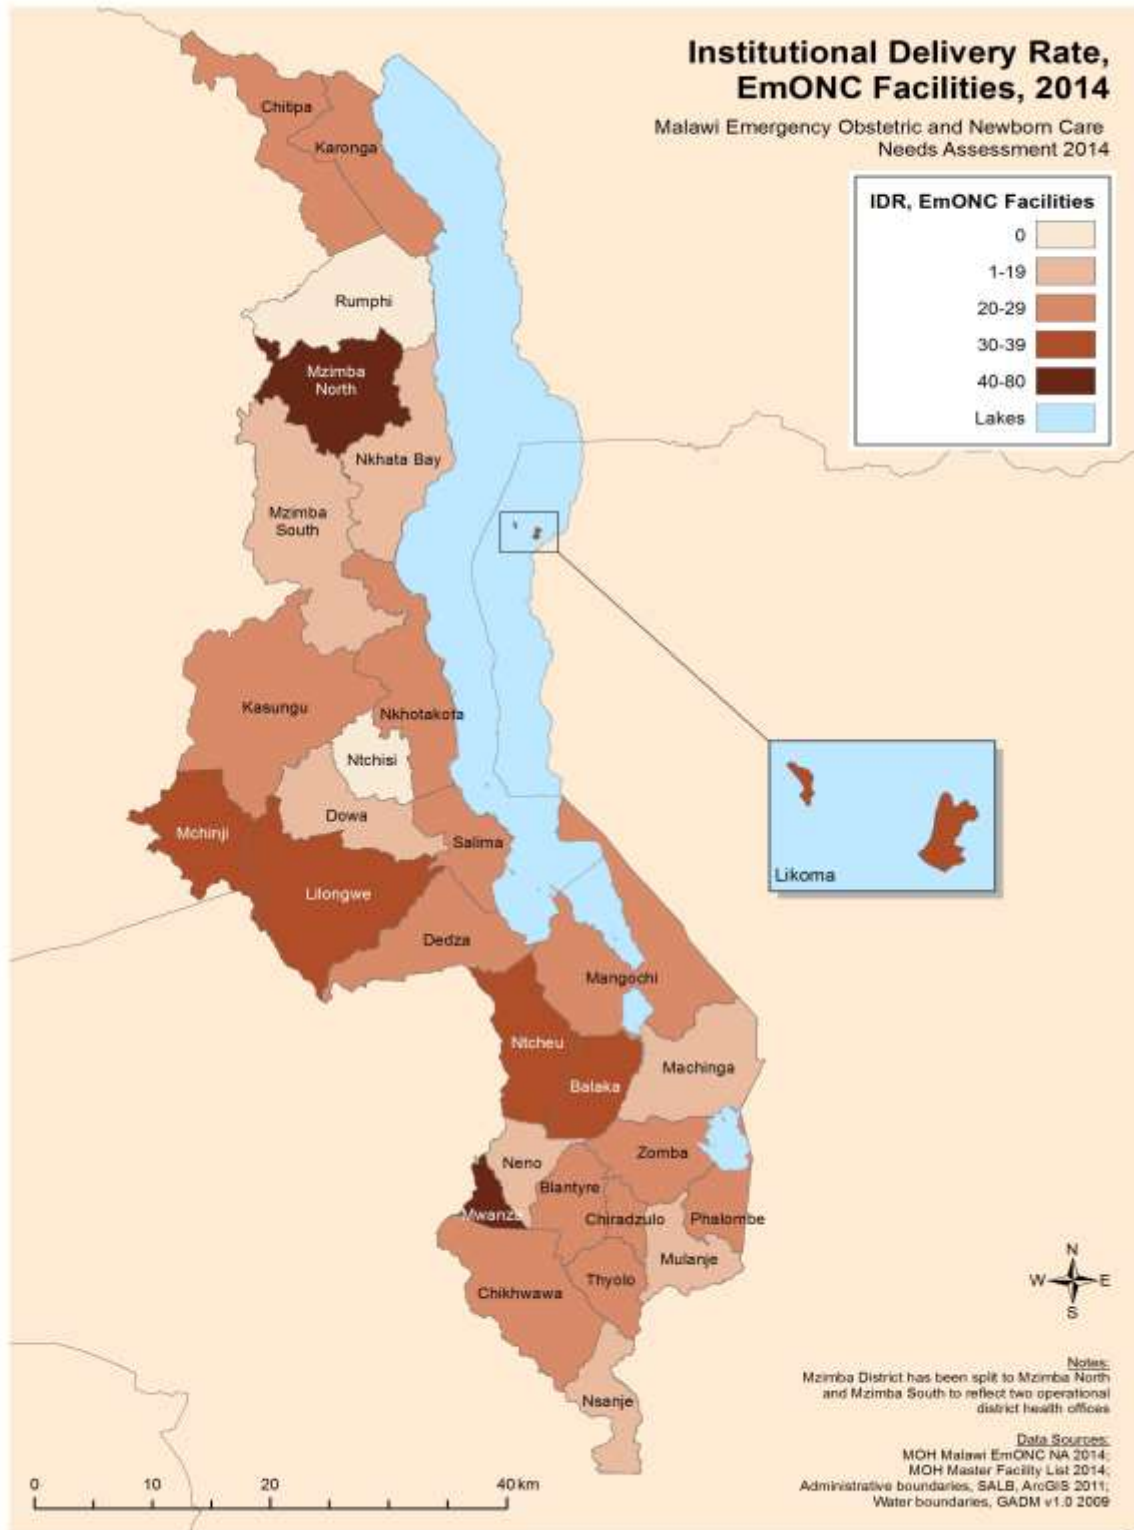 Institutional Delivery Rate,
EmONC Facilities, 2014
Malawi Emergency Obstetric and Newborn Care
Needs Assessment 2014
IDR, EmONC Facilities
0
1-19
20-29
30-39
40-80
Lakes
Chitipa
Karonga
Rumphi
Mzimba
North
Nkhata Bay
Mzimba
South
Kasungu
Nkhotakota
Ntchisi
Dowa
Mchinji
Salima
Lilongwe
Likoma
Dedza
Mangochi
Ntcheu
Machinga
Balaka
Zomba
Neno
Blantyre
Mwanza
Chiradzulo
Phalombe
Mulanje
Thyolo
Chikhwawa
Nsanje
N
W
E
S
Notes:
Mzimba District has been split to Mzimba North
and Mzimba South to reflect two operational
district health offices
Data Sources:
MOH Malawi EmONC NA 2014;
MOH Master Facility List 2014;
Administrative boundaries, SALB, ArcGIS 2011;
Water boundaries, GADM v1.0 2009
0 10 20 40 km